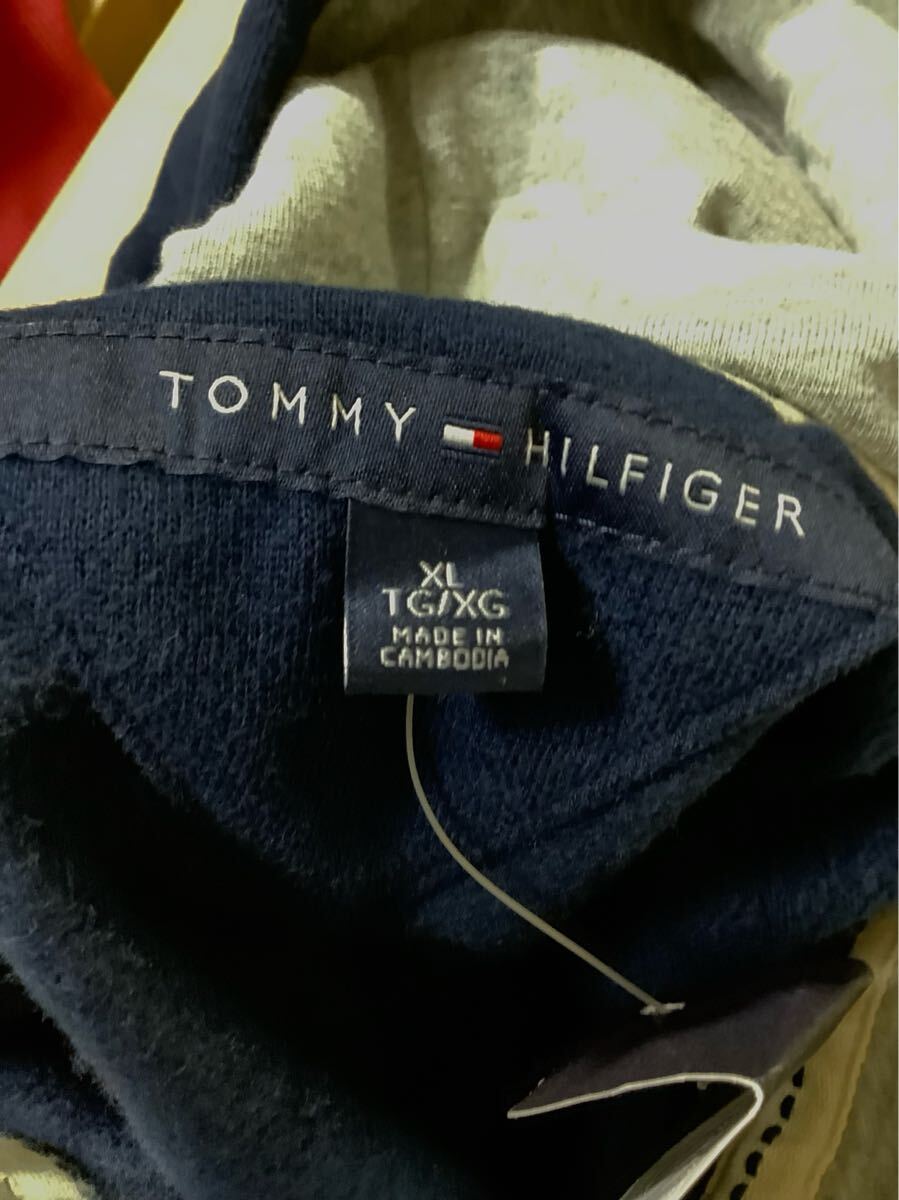 TOMMY HILFIGER
XL
TG/XG
MADE IN
CAMBODIA